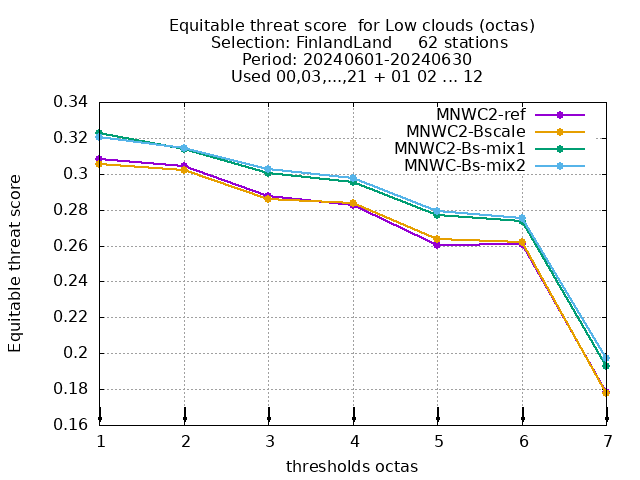 Equitable threat score  for Low clouds (octas)
Selection: FinlandLand     62 stations
Period: 20240601-20240630
Used 00,03,...,21 + 01 02 ... 12
0.34
0.32
0.3
0.28
0.26
0.24
0.22
0.2
0.18
0.16
Equitable threat score
MNWC2-ref
MNWC2-Bscale
MNWC2-Bs-mix1
MNWC-Bs-mix2
1 2 3 4 5 6 7
thresholds octas